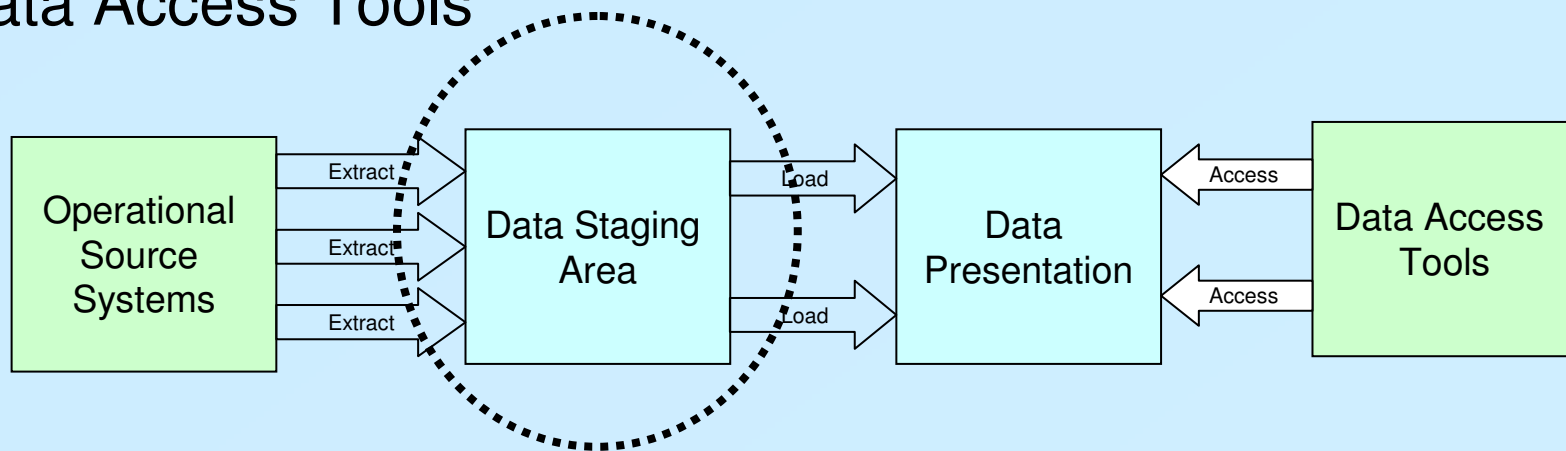 ata Access Tools
Operational
Source
Systems
Extract
Extract
Extract
Data Staging
Area
Load
Load
Data
Presentation
Access
Access
Data Access
Tools